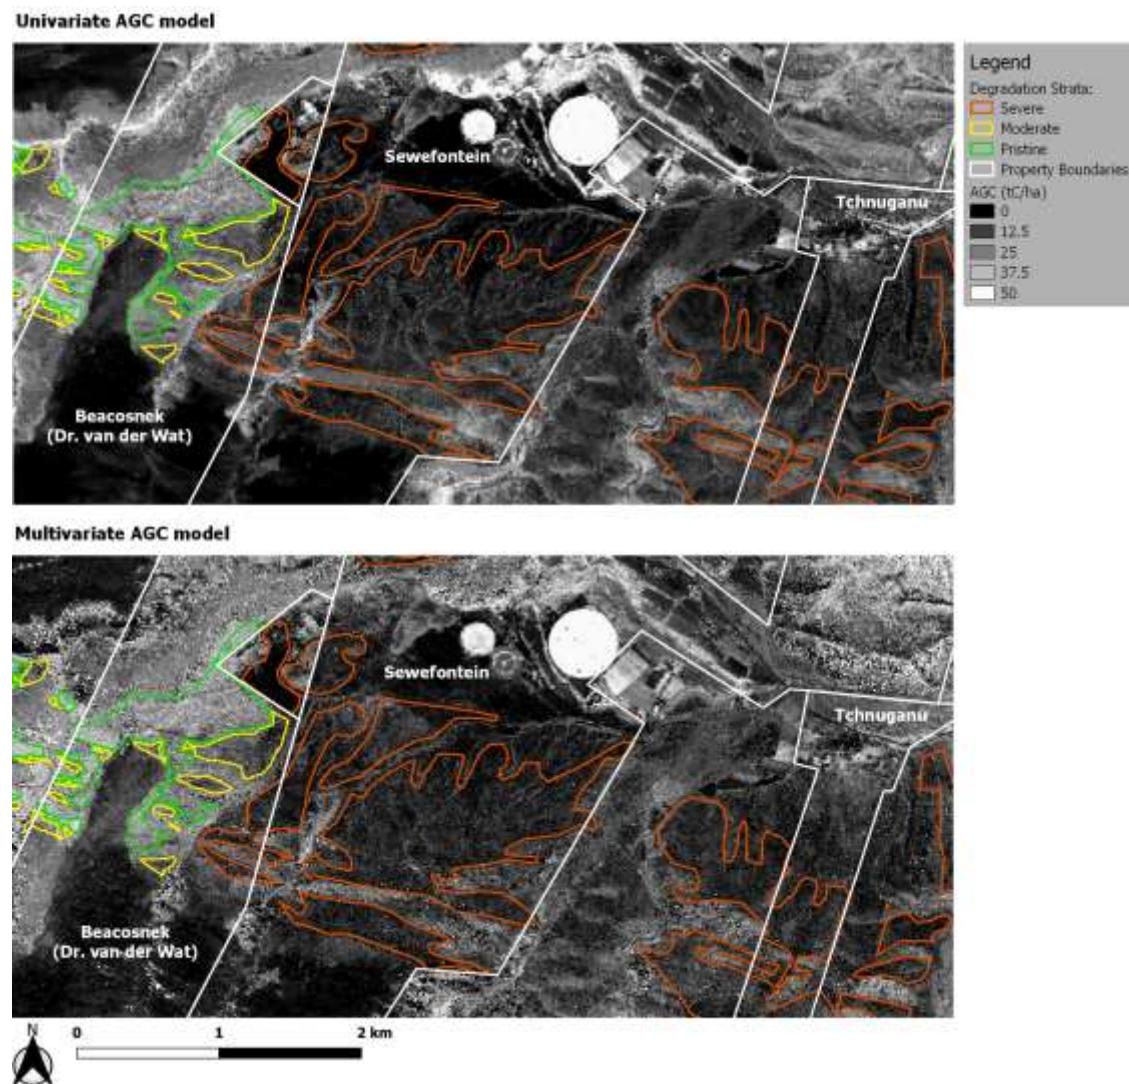 Univariate AGC model
Legend
Degradation Strata:
Severe
Moderate
Pristine
Property Boundaries
AGC (tC/ha)
0
12.5
25
37.5
50
Sewefontein
Tchnuganu
Beacosnek
(Dr. van der Wat)
Multivariate AGC model
Sewefontein
Tchnuganu
Beacosnek
(Dr. van der Wat)
N
0 1 2 km